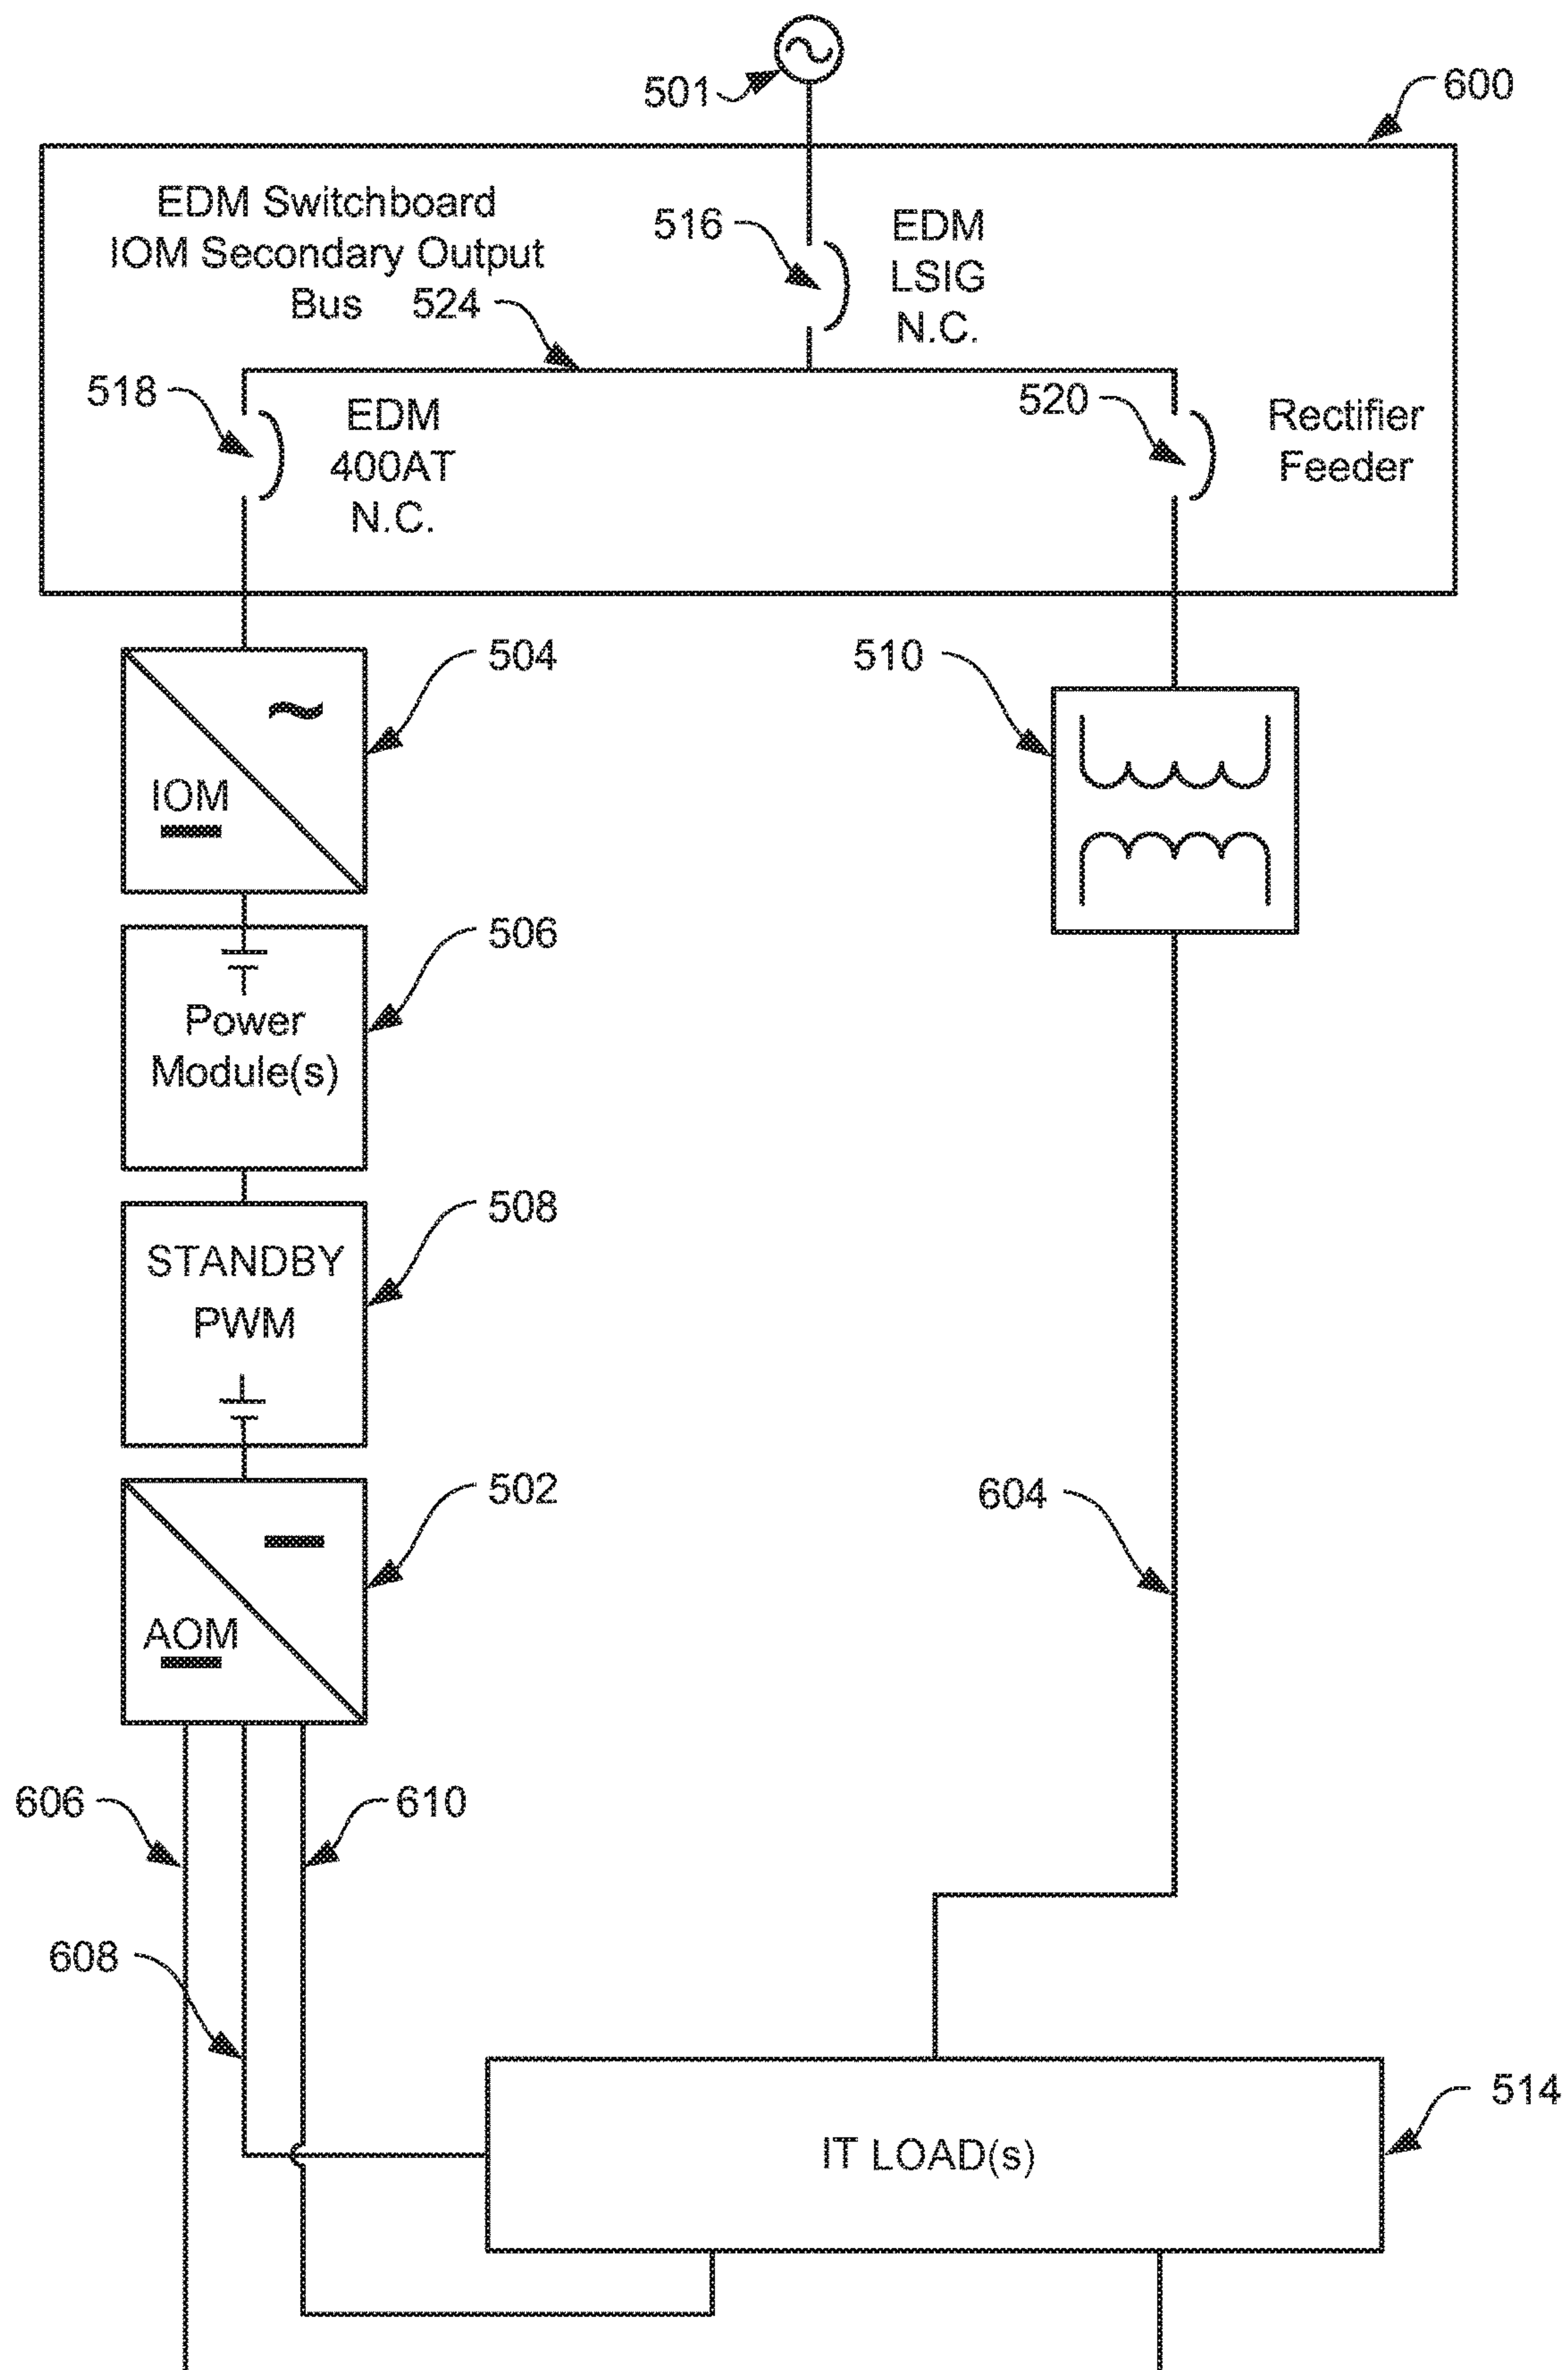 501
600
EDM Switchboard
IOM Secondary Output
Bus 524
516
EDM
LSIG
N.C.
518
EDM
400AT
N.C.
520
Rectifier
Feeder
504
IOM
510
506
Power
Module(s)
508
STANDBY
PWM
502
AOM
604
606
610
608
514
IT LOAD(s)